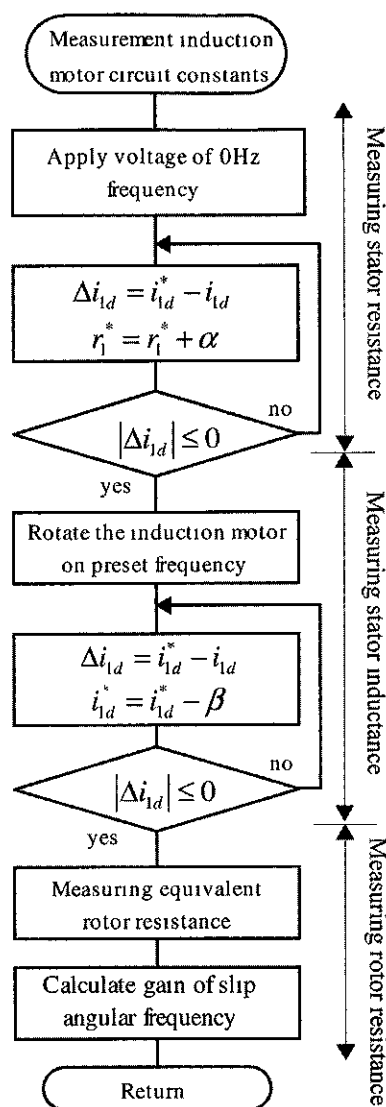 Measurement induction
motor circuit constants
Apply voltage of 0Hz
frequency
Δi₁d = i*₁d − i₁d
r₁* = r₁* + α
no
|Δi₁d| ≤ 0
yes
Rotate the induction motor
on preset frequency
Δi₁d = i*₁d − i₁d
i*₁d = i*₁d − β
no
|Δi₁d| ≤ 0
yes
Measuring equivalent
rotor resistance
Calculate gain of slip
angular frequency
Return
Measuring stator resistance
Measuring stator inductance
Measuring rotor resistance